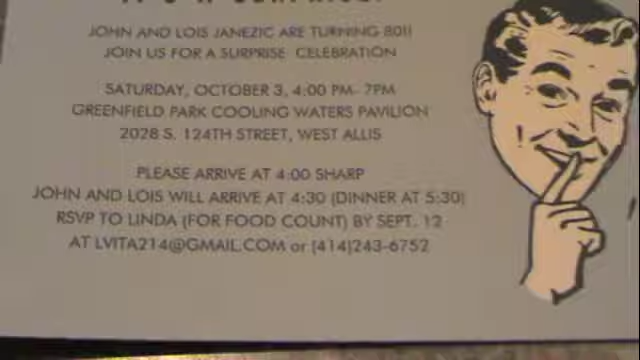 JOHN AND LOIS JANEZIC ARE TURNING 80!!
JOIN US FOR A SURPRISE CELEBRATION
SATURDAY, OCTOBER 3, 4:00 PM- 7PM
GREENFIELD PARK COOLING WATERS PAVILION
2028 S. 124TH STREET, WEST ALLIS
PLEASE ARRIVE AT 4:00 SHARP
JOHN AND LOIS WILL ARRIVE AT 4:30 (DINNER AT 5:30)
RSVP TO LINDA (FOR FOOD COUNT) BY SEPT. 12
AT LVITA214@GMAIL.COM or (414)243-6752